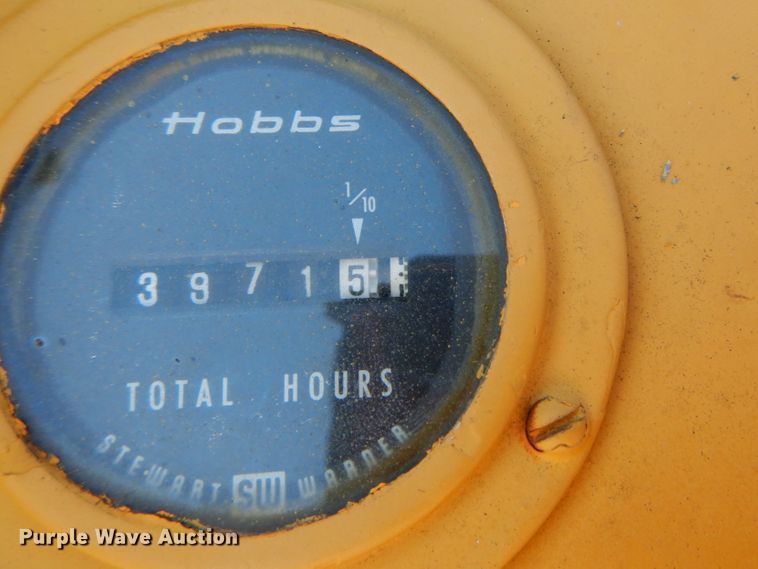 Hobbs
1/10
3 9 7 1 5
TOTAL HOURS
STEWART SW WARNER
Purple Wave Auction